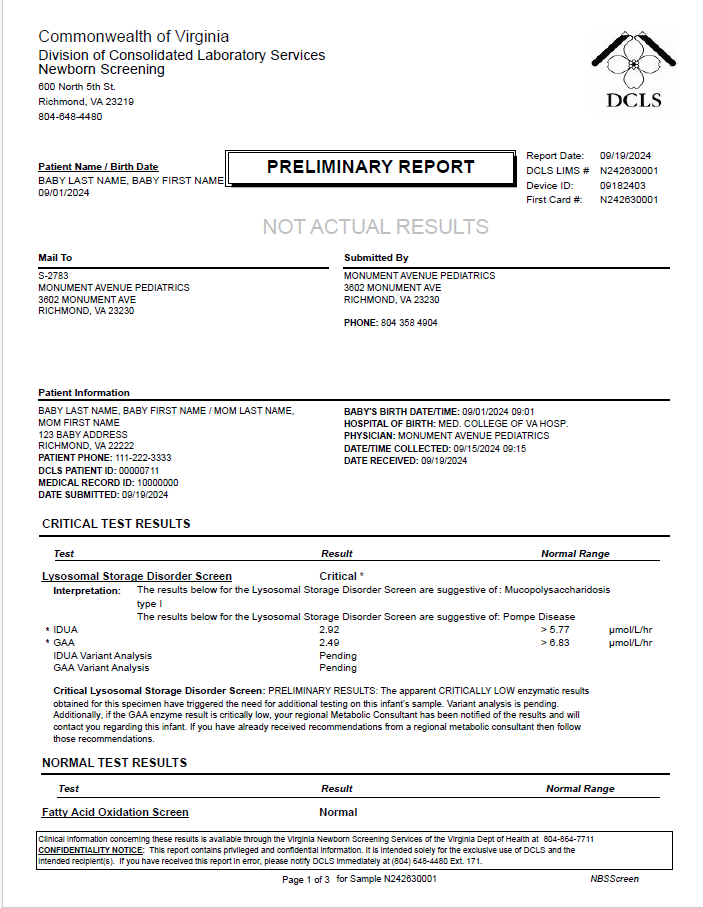 Commonwealth of Virginia
Division of Consolidated Laboratory Services
Newborn Screening
600 North 5th St.
Richmond, VA 23219
804-648-4480
DCLS
Patient Name / Birth Date
BABY LAST NAME, BABY FIRST NAME
09/01/2024
PRELIMINARY REPORT
Report Date: 09/19/2024
DCLS LIMS # N242630001
Device ID: 09182403
First Card #: N242630001
NOT ACTUAL RESULTS
Mail To
S-2783
MONUMENT AVENUE PEDIATRICS
3602 MONUMENT AVE
RICHMOND, VA 23230
Submitted By
MONUMENT AVENUE PEDIATRICS
3602 MONUMENT AVE
RICHMOND, VA 23230
PHONE: 804 358 4904
Patient Information
BABY LAST NAME, BABY FIRST NAME / MOM LAST NAME,
MOM FIRST NAME
123 BABY ADDRESS
RICHMOND, VA 22222
PATIENT PHONE: 111-222-3333
DCLS PATIENT ID: 00000711
MEDICAL RECORD ID: 10000000
DATE SUBMITTED: 09/19/2024
BABY'S BIRTH DATE/TIME: 09/01/2024 09:01
HOSPITAL OF BIRTH: MED. COLLEGE OF VA HOSP.
PHYSICIAN: MONUMENT AVENUE PEDIATRICS
DATE/TIME COLLECTED: 09/15/2024 09:15
DATE RECEIVED: 09/19/2024
CRITICAL TEST RESULTS
Test Result Normal Range
Lysosomal Storage Disorder Screen Critical *
Interpretation: The results below for the Lysosomal Storage Disorder Screen are suggestive of : Mucopolysaccharidosis
type I
The results below for the Lysosomal Storage Disorder Screen are suggestive of: Pompe Disease
* IDUA 2.92 > 5.77 µmol/L/hr
* GAA 2.49 > 6.83 µmol/L/hr
IDUA Variant Analysis Pending
GAA Variant Analysis Pending
Critical Lysosomal Storage Disorder Screen: PRELIMINARY RESULTS: The apparent CRITICALLY LOW enzymatic results
obtained for this specimen have triggered the need for additional testing on this infant's sample. Variant analysis is pending.
Additionally, if the GAA enzyme result is critically low, your regional Metabolic Consultant has been notified of the results and will
contact you regarding this infant. If you have already received recommendations from a regional metabolic consultant then follow
those recommendations.
NORMAL TEST RESULTS
Test Result Normal Range
Fatty Acid Oxidation Screen Normal
Clinical information concerning these results is available through the Virginia Newborn Screening Services of the Virginia Dept of Health at 804-864-7711
CONFIDENTIALITY NOTICE: This report contains privileged and confidential information, it is intended solely for the exclusive use of DCLS and the
intended recipient(s). If you have received this report in error, please notify DCLS immediately at (804) 648-4480 Ext. 171.
Page 1 of 3 for Sample N242630001 NBSScreen